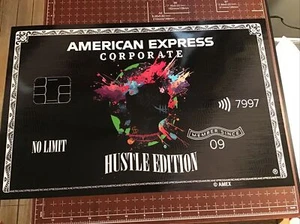 AMERICAN EXPRESS
CORPORATE
7997
MEMBER SINCE
09
NO LIMIT
HUSTLE EDITION
®
© AMEX